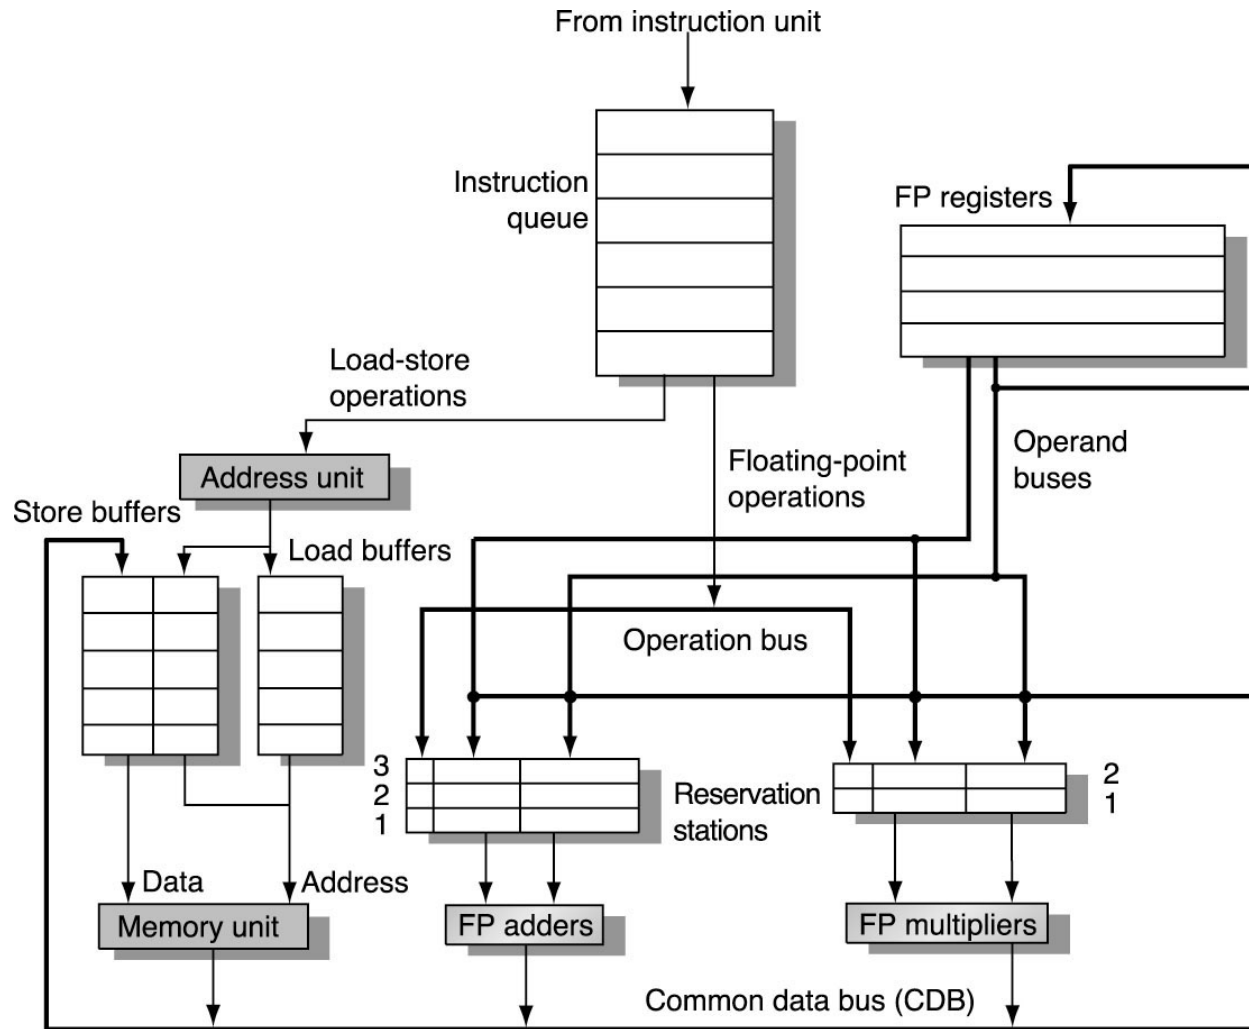 From instruction unit
Instruction
queue
FP registers
Load-store
operations
Address unit
Floating-point
operations
Operand
buses
Store buffers
Load buffers
Operation bus
3
2
1
Reservation
stations
2
1
Data
Address
Memory unit
FP adders
FP multipliers
Common data bus (CDB)